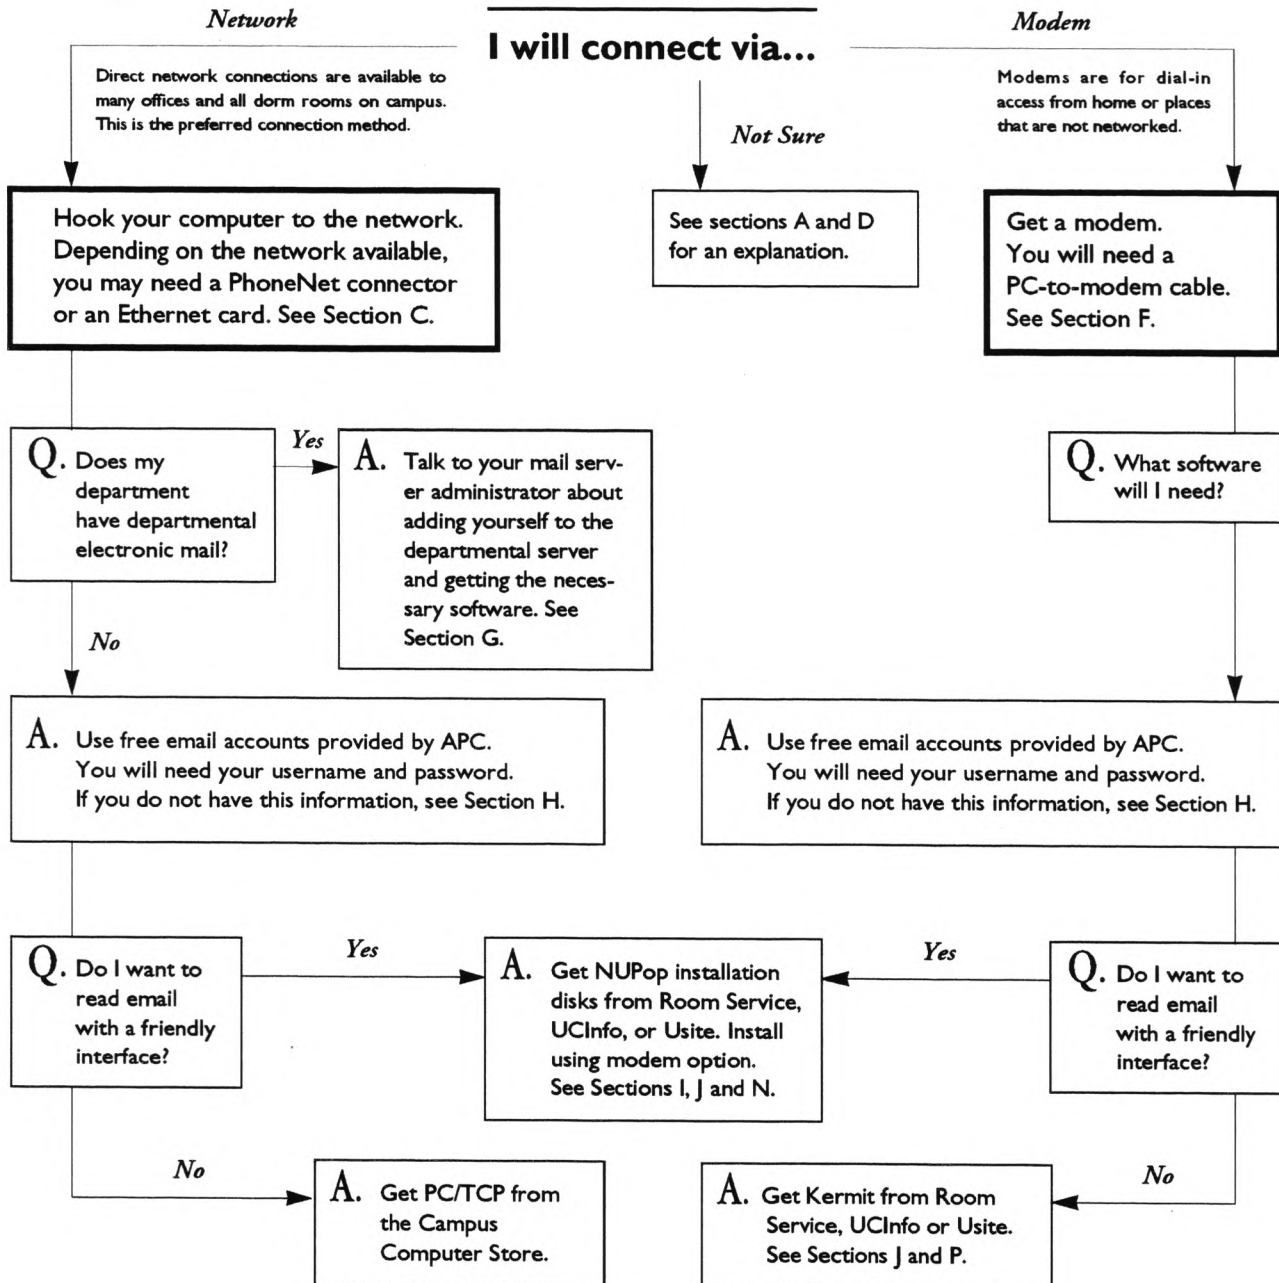 Network
I will connect via...
Modem
Direct network connections are available to
many offices and all dorm rooms on campus.
This is the preferred connection method.
Modems are for dial-in
access from home or places
that are not networked.
Not Sure
Hook your computer to the network.
Depending on the network available,
you may need a PhoneNet connector
or an Ethernet card. See Section C.
See sections A and D
for an explanation.
Get a modem.
You will need a
PC-to-modem cable.
See Section F.
Q. Does my
department
have departmental
electronic mail?
Yes
A. Talk to your mail serv-
er administrator about
adding yourself to the
departmental server
and getting the neces-
sary software. See
Section G.
Q. What software
will I need?
No
A. Use free email accounts provided by APC.
You will need your username and password.
If you do not have this information, see Section H.
A. Use free email accounts provided by APC.
You will need your username and password.
If you do not have this information, see Section H.
Q. Do I want to
read email
with a friendly
interface?
Yes
A. Get NUPop installation
disks from Room Service,
UCInfo, or Usite. Install
using modem option.
See Sections I, J and N.
Yes
Q. Do I want to
read email
with a friendly
interface?
No
A. Get PC/TCP from
the Campus
Computer Store.
A. Get Kermit from Room
Service, UCInfo or Usite.
See Sections J and P.
No